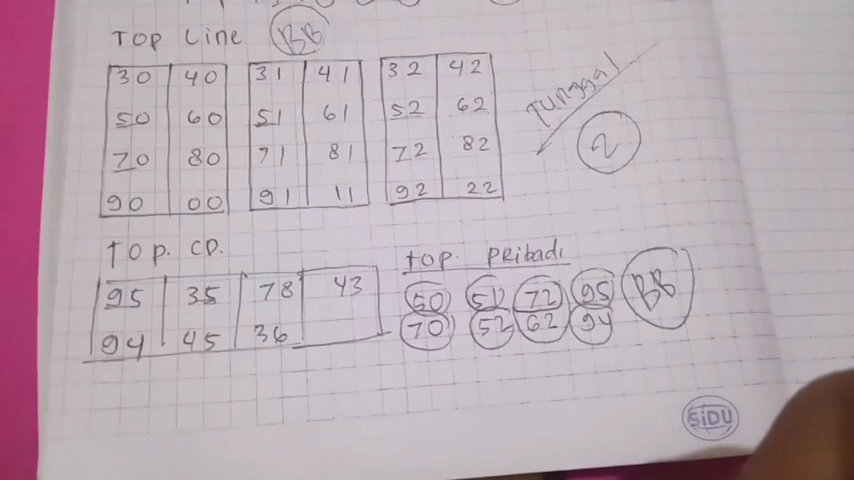 TOP Line BB
30 40 31 41 32 42
50 60 51 61 52 62
70 80 71 81 72 82
90 00 91 11 92 22
Tunggal
2
TOP. CD.
95 35 78 43
94 45 36
TOP. PRibadi
50 51 72 95
70 52 62 94
BB
SiDU